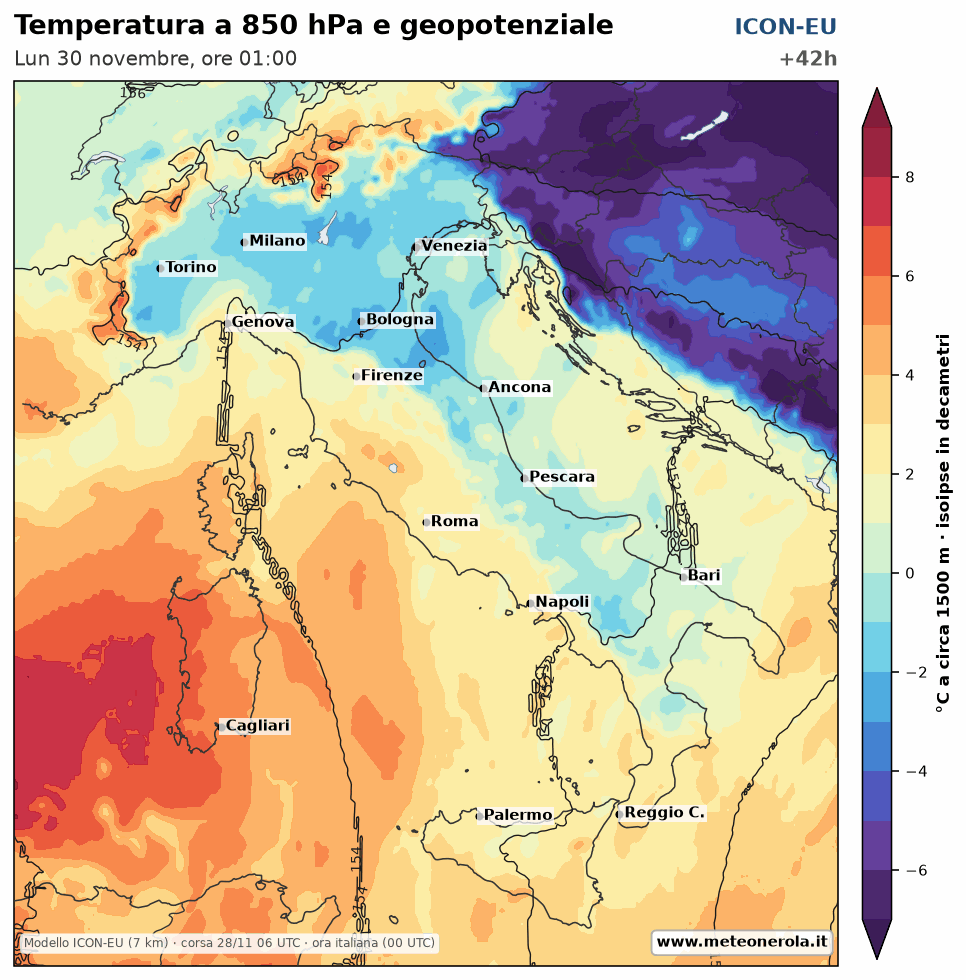 Temperatura a 850 hPa e geopotenziale
ICON-EU
Lun 30 novembre, ore 01:00
+42h
156
154
154
Milano
Venezia
Torino
Genova
Bologna
154
154
Firenze
Ancona
Pescara
Roma
Bari
Napoli
152
Cagliari
Palermo
Reggio C.
154
154
8
6
4
2
0
−2
−4
−6
°C a circa 1500 m · isoipse in decametri
Modello ICON-EU (7 km) · corsa 28/11 06 UTC · ora italiana (00 UTC)
www.meteonerola.it